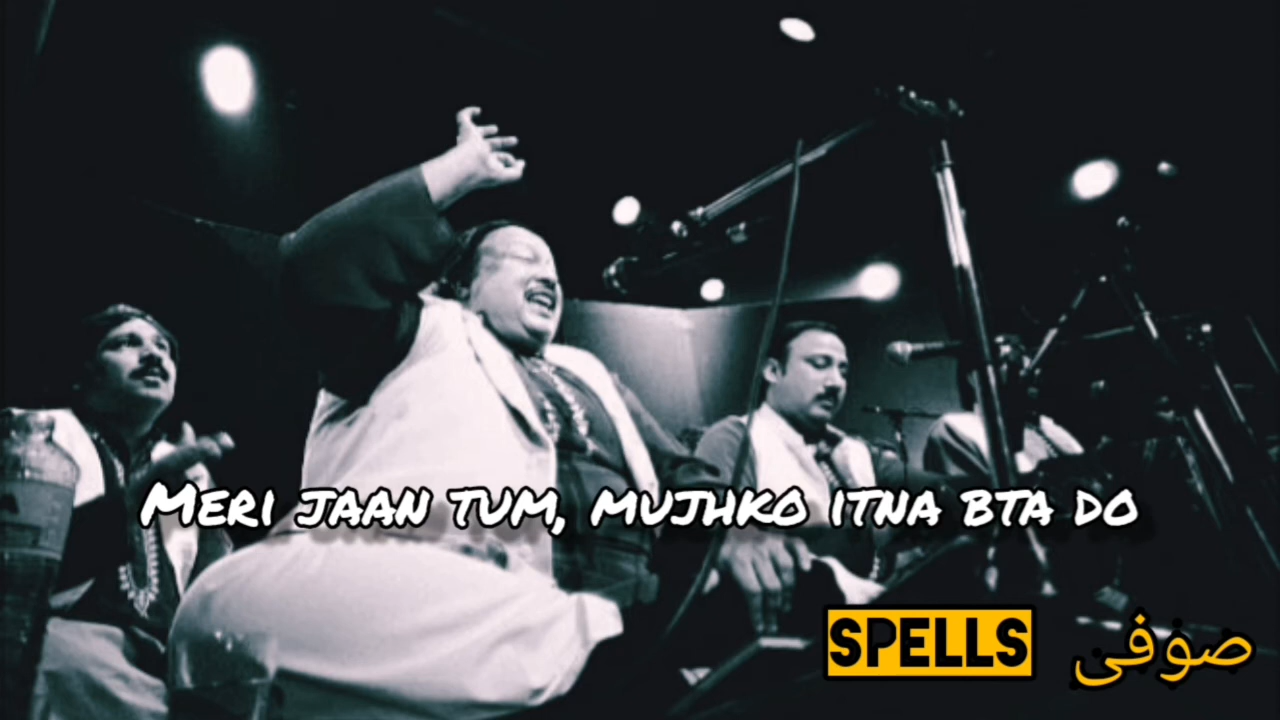 Meri jaan tum, mujhko itna bta do
SPELLS صوفی